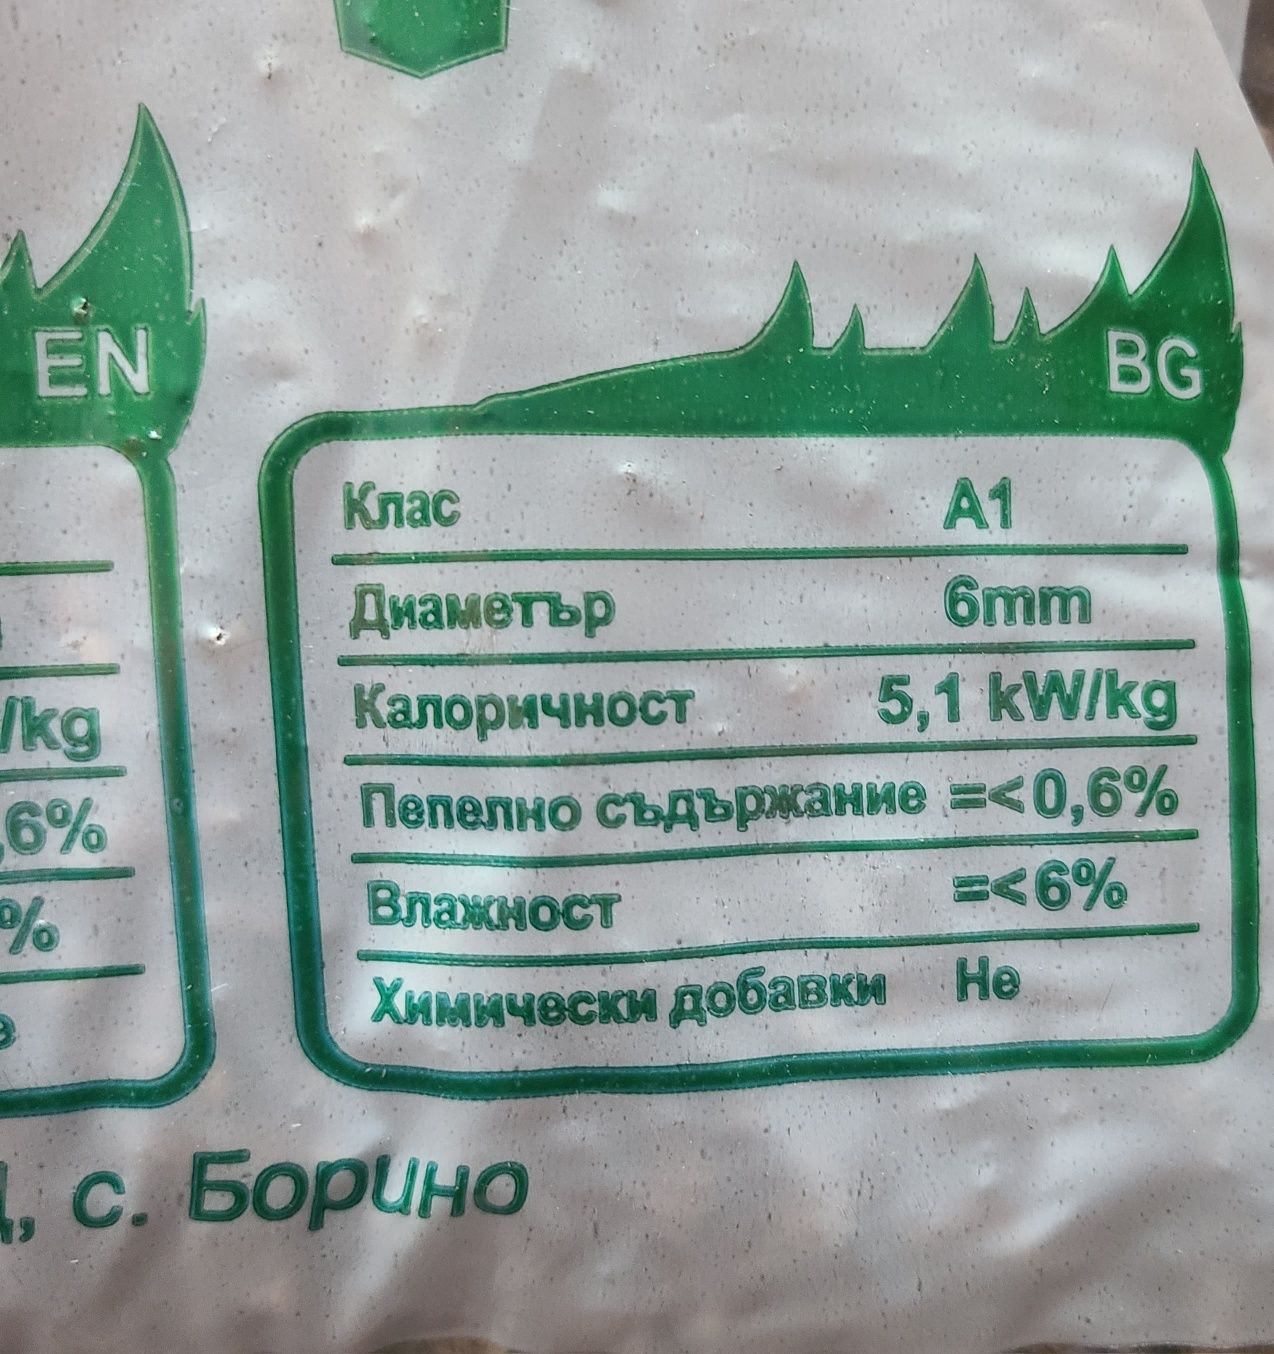 EN
BG
Клас A1
Диаметър 6mm
Калоричност 5,1 kW/kg
Пепелно съдържание =<0,6%
Влажност =<6%
Химически добавки Не
/kg
,6%
%
с. Борино